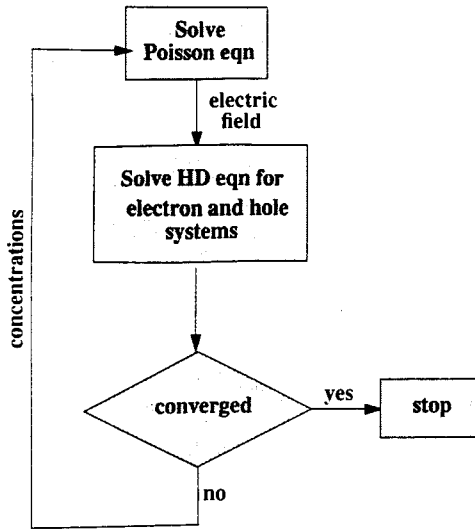 Solve
Poisson eqn
electric
field
Solve HD eqn for
electron and hole
systems
concentrations
converged
yes
stop
no